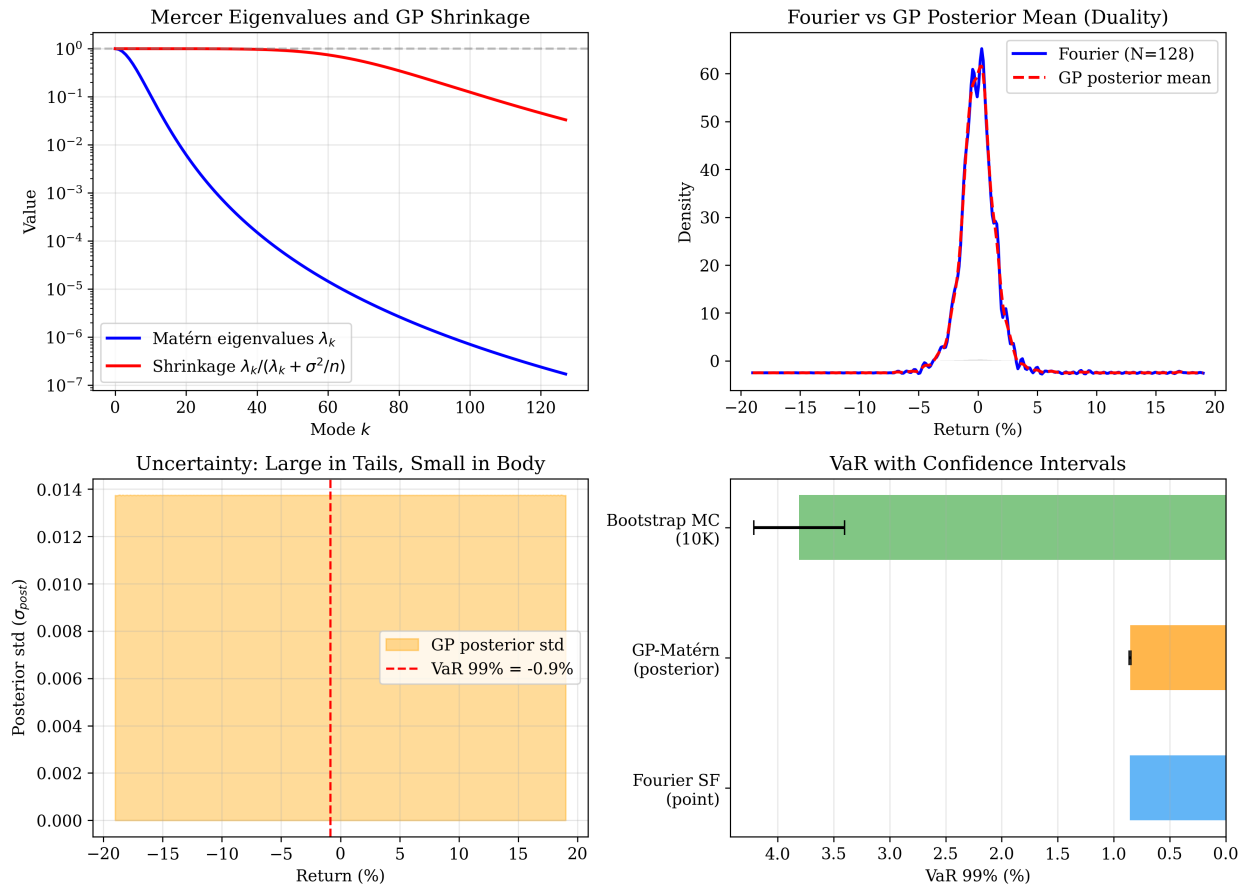 Mercer Eigenvalues and GP Shrinkage
10⁰
10⁻¹
10⁻²
10⁻³
10⁻⁴
10⁻⁵
10⁻⁶
10⁻⁷
Value
Matérn eigenvalues λₖ
Shrinkage λₖ/(λₖ + σ²/n)
0 20 40 60 80 100 120
Mode k
Fourier vs GP Posterior Mean (Duality)
60
50
40
30
20
10
0
Density
Fourier (N=128)
GP posterior mean
−20 −15 −10 −5 0 5 10 15 20
Return (%)
Uncertainty: Large in Tails, Small in Body
0.014
0.012
0.010
0.008
0.006
0.004
0.002
0.000
Posterior std (σₚₒₛₜ)
GP posterior std
VaR 99% = -0.9%
−20 −15 −10 −5 0 5 10 15 20
Return (%)
VaR with Confidence Intervals
Bootstrap MC
(10K)
GP-Matérn
(posterior)
Fourier SF
(point)
4.0 3.5 3.0 2.5 2.0 1.5 1.0 0.5 0.0
VaR 99% (%)